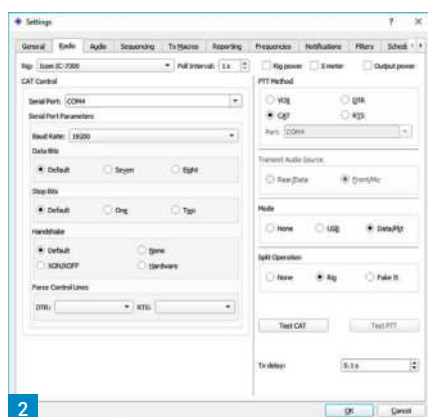 Settings ? ×
General Radio Audio Sequencing Tx Macros Reporting Frequencies Notifications Filters Schedi
Rig: Icom IC-7000 Poll Interval: 1 s Rig power S meter Output power
CAT Control
Serial Port: COM4
Serial Port Parameters
Baud Rate: 19200
Data Bits
Default Seven Eight
Stop Bits
Default One Two
Handshake
Default None
XON/XOFF Hardware
Force Control Lines
DTR: RTS:
PTT Method
VOX DTR
CAT RTS
Port: COM4
Transmit Audio Source
Rear/Data Front/Mic
Mode
None USB Data/Pkt
Split Operation
None Rig Fake It
Test CAT Test PTT
Tx delay: 0.1 s
OK Cancel
2